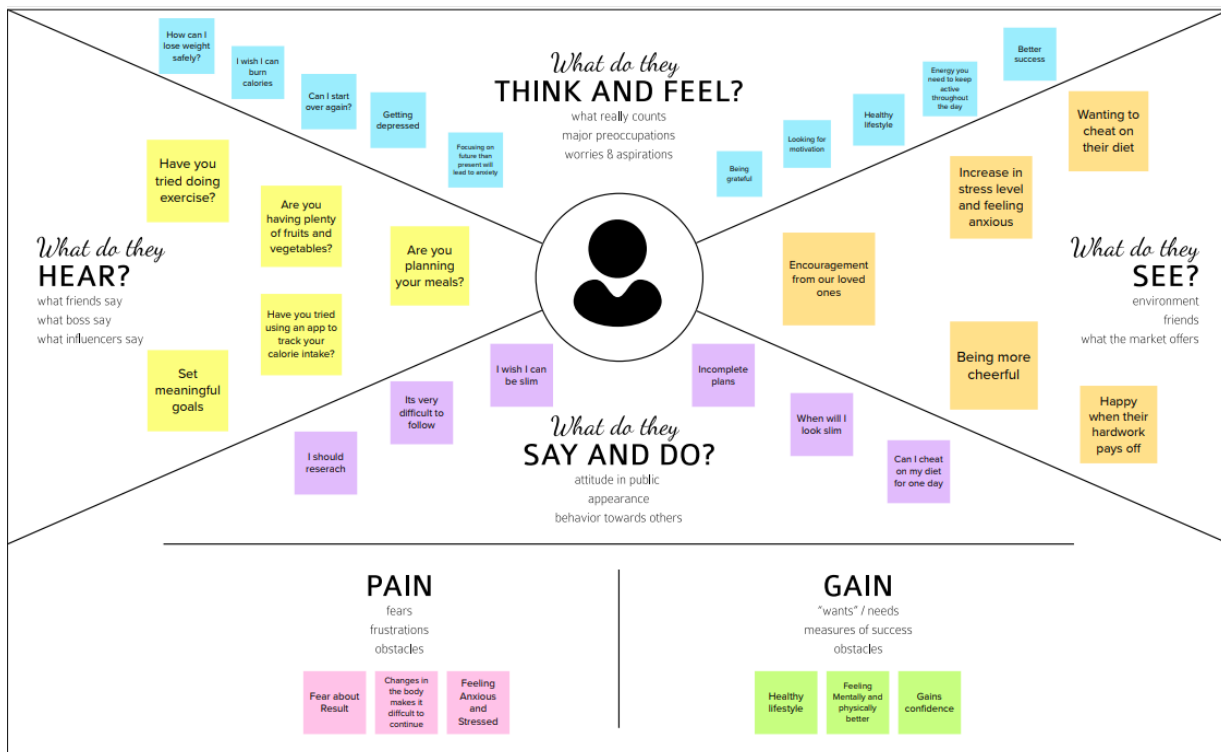 How can I
lose weight
safely?
I wish I can
burn
calories
Can I start
over again?
Getting
depressed
Focusing on
future than
present will
lead to anxiety
What do they
THINK AND FEEL?
what really counts
major preoccupations
worries & aspirations
Better
success
Energy you
need to keep
active
throughout
the day
Healthy
lifestyle
Looking for
motivation
Being
grateful
What do they
HEAR?
what friends say
what boss say
what influencers say
Have you
tried doing
exercise?
Are you
having plenty
of fruits and
vegetables?
Are you
planning
your meals?
Have you tried
using an app to
track your
calorie intake?
Set
meaningful
goals
Wanting to
cheat on
their diet
Increase in
stress level
and feeling
anxious
Encouragement
from our loved
ones
What do they
SEE?
environment
friends
what the market offers
Being more
cheerful
Happy
when their
hardwork
pays off
I wish I can
be slim
Its very
difficult to
follow
I should
reserach
What do they
SAY AND DO?
attitude in public
appearance
behavior towards others
Incomplete
plans
When will I
look slim
Can I cheat
on my diet
for one day
PAIN
fears
frustrations
obstacles
Fear about
Result
Changes in
the body
makes it
diffcult to
continue
Feeling
Anxious
and
Stressed
GAIN
“wants” / needs
measures of success
obstacles
Healthy
lifestyle
Feeling
Mentally and
physically
better
Gains
confidence